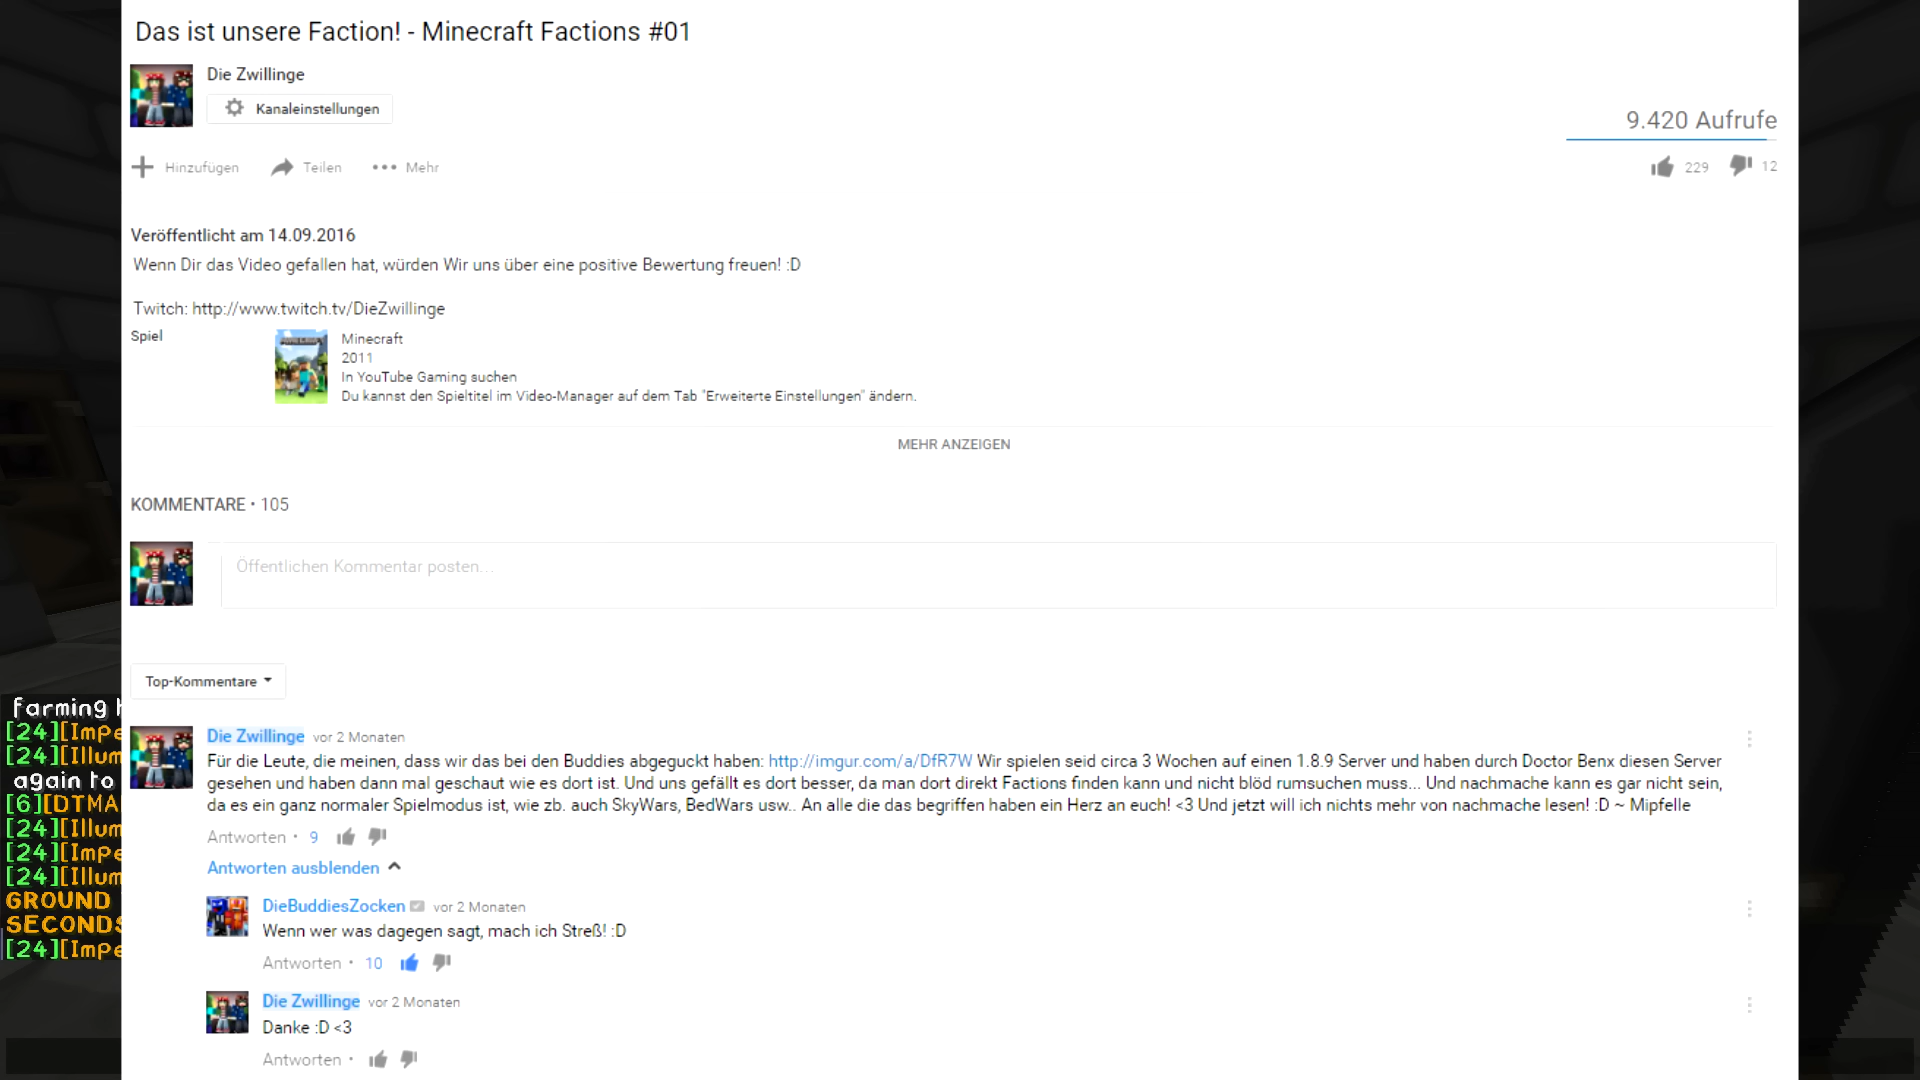 Das ist unsere Faction! - Minecraft Factions #01
Die Zwillinge
Kanaleinstellungen
9.420 Aufrufe
Hinzufügen Teilen Mehr
229 12
Veröffentlicht am 14.09.2016
Wenn Dir das Video gefallen hat, würden Wir uns über eine positive Bewertung freuen! :D
Twitch: http://www.twitch.tv/DieZwillinge
Spiel
Minecraft
2011
In YouTube Gaming suchen
Du kannst den Spieltitel im Video-Manager auf dem Tab "Erweiterte Einstellungen" ändern.
MEHR ANZEIGEN
KOMMENTARE • 105
Öffentlichen Kommentar posten...
Top-Kommentare
Die Zwillinge vor 2 Monaten
Für die Leute, die meinen, dass wir das bei den Buddies abgeguckt haben: http://imgur.com/a/DfR7W Wir spielen seid circa 3 Wochen auf einen 1.8.9 Server und haben durch Doctor Benx diesen Server
gesehen und haben dann mal geschaut wie es dort ist. Und uns gefällt es dort besser, da man dort direkt Factions finden kann und nicht blöd rumsuchen muss... Und nachmache kann es gar nicht sein,
da es ein ganz normaler Spielmodus ist, wie zb. auch SkyWars, BedWars usw.. An alle die das begriffen haben ein Herz an euch! <3 Und jetzt will ich nichts mehr von nachmache lesen! :D ~ Mipfelle
Antworten • 9
Antworten ausblenden
DieBuddiesZocken vor 2 Monaten
Wenn wer was dagegen sagt, mach ich Streß! :D
Antworten • 10
Die Zwillinge vor 2 Monaten
Danke :D <3
Antworten •
farming
[24][Impe
[24][Illum
again to
[6][DTMA
[24][Illum
[24][Impe
[24][Illum
GROUND
SECONDS
[24][Impe